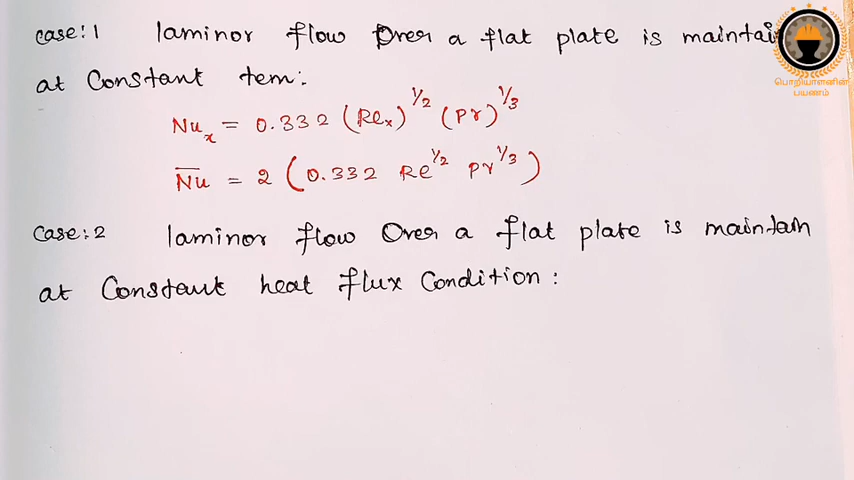 case:1 laminor flow Over a flat plate is maintai
at Constant tem:
Nuₓ = 0.332 (Reₓ)^1/2 (Pr)^1/3
N̅u̅ = 2 (0.332 Re^1/2 Pr^1/3)
Case:2 laminor flow Over a flat plate is maintain
at Constant heat flux Condition:
பொறியாளனின்
பயணம்